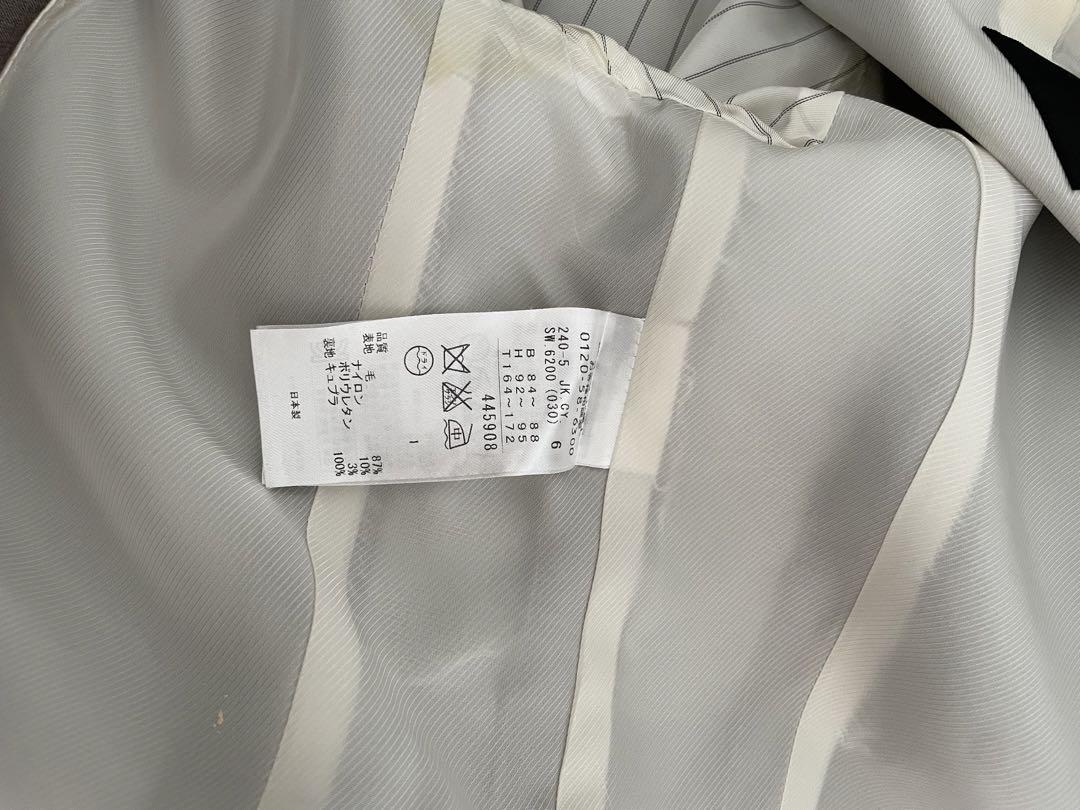 0120-58-6300
240-5 JK.CY.
SW.6200(030) 6
B 84~ 88
H 92~ 95
T164~172
445908
ドライ
1
品質
表地 毛 87%
ナイロン 10%
ポリウレタン 3%
裏地 キュプラ 100%
日本製